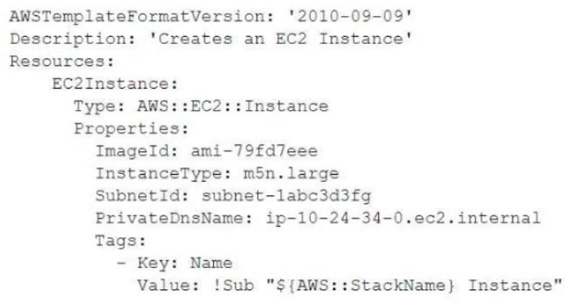 AWSTemplateFormatVersion: '2010-09-09'
Description: 'Creates an EC2 Instance'
Resources:
    EC2Instance:
      Type: AWS::EC2::Instance
      Properties:
        ImageId: ami-79fd7eee
        InstanceType: m5n.large
        SubnetId: subnet-1abc3d3fg
        PrivateDnsName: ip-10-24-34-0.ec2.internal
        Tags:
          - Key: Name
            Value: !Sub "${AWS::StackName} Instance"